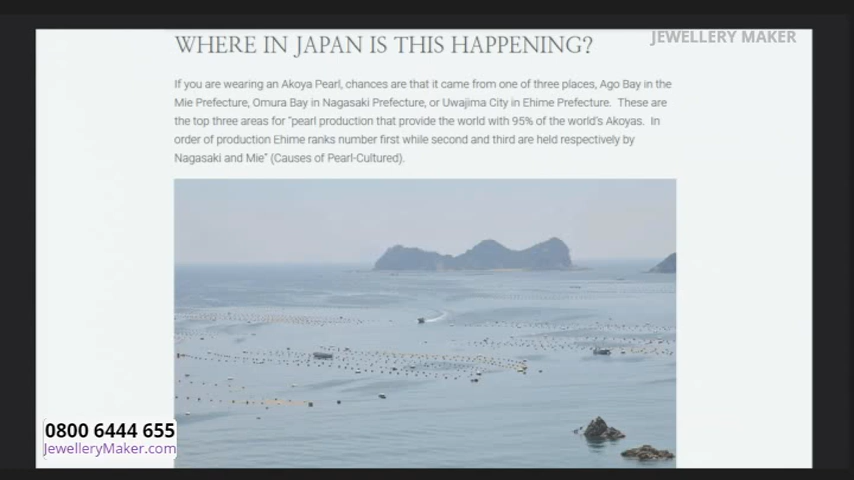 JEWELLERY MAKER
WHERE IN JAPAN IS THIS HAPPENING?
If you are wearing an Akoya Pearl, chances are that it came from one of three places, Ago Bay in the
Mie Prefecture, Omura Bay in Nagasaki Prefecture, or Uwajima City in Ehime Prefecture. These are
the top three areas for "pearl production that provide the world with 95% of the world's Akoyas. In
order of production Ehime ranks number first while second and third are held respectively by
Nagasaki and Mie" (Causes of Pearl-Cultured).
0800 6444 655
JewelleryMaker.com